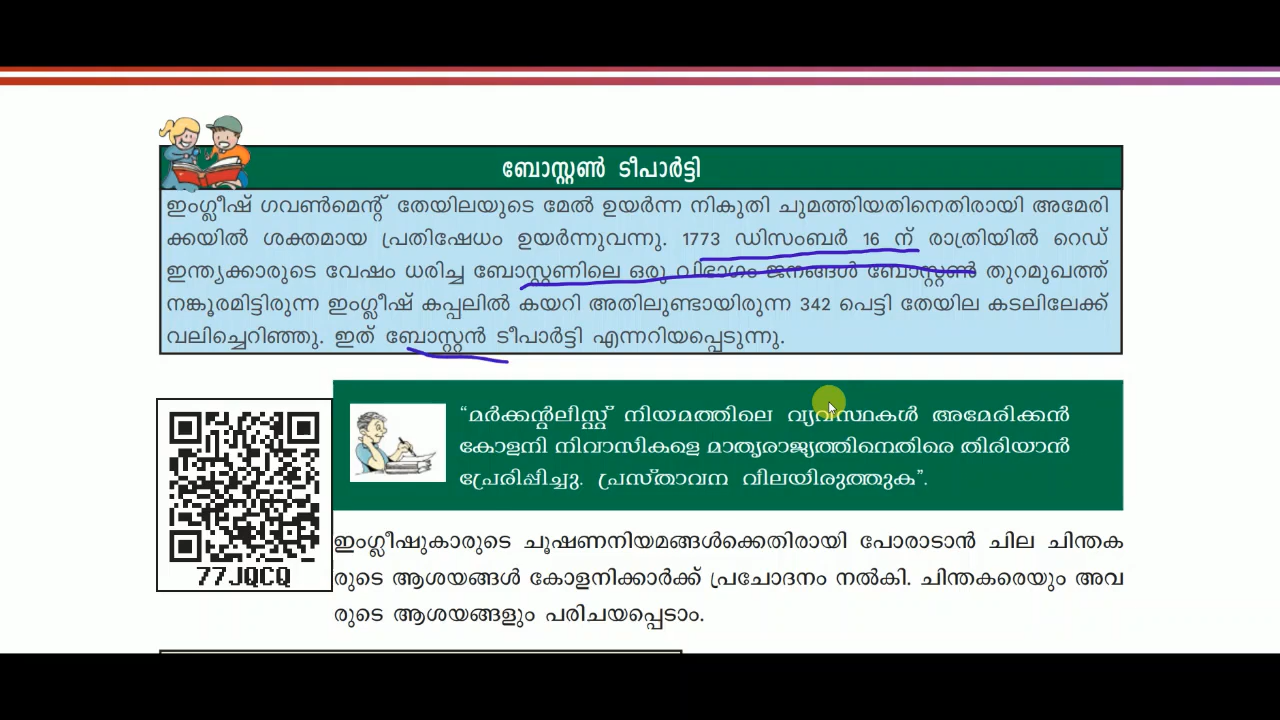 ബോസ്റ്റൺ ടീപാർട്ടി
ഇംഗ്ലീഷ് ഗവൺമെന്റ് തേയിലയുടെ മേൽ ഉയർന്ന നികുതി ചുമത്തിയതിനെതിരായി അമേരി
ക്കയിൽ ശക്തമായ പ്രതിഷേധം ഉയർന്നുവന്നു. 1773 ഡിസംബർ 16 ന് രാത്രിയിൽ റെഡ്
ഇന്ത്യക്കാരുടെ വേഷം ധരിച്ച ബോസ്റ്റണിലെ ഒരു വിഭാഗം ജനങ്ങൾ ബോസ്റ്റൺ തുറമുഖത്ത്
നങ്കൂരമിട്ടിരുന്ന ഇംഗ്ലീഷ് കപ്പലിൽ കയറി അതിലുണ്ടായിരുന്ന 342 പെട്ടി തേയില കടലിലേക്ക്
വലിച്ചെറിഞ്ഞു. ഇത് ബോസ്റ്റൻ ടീപാർട്ടി എന്നറിയപ്പെടുന്നു.
“മർക്കന്റലിസ്റ്റ് നിയമത്തിലെ വ്യവസ്ഥകൾ അമേരിക്കൻ
കോളനി നിവാസികളെ മാതൃരാജ്യത്തിനെതിരെ തിരിയാൻ
പ്രേരിപ്പിച്ചു. പ്രസ്താവന വിലയിരുത്തുക”.
77JQCQ
ഇംഗ്ലീഷുകാരുടെ ചൂഷണനിയമങ്ങൾക്കെതിരായി പോരാടാൻ ചില ചിന്തക
രുടെ ആശയങ്ങൾ കോളനിക്കാർക്ക് പ്രചോദനം നൽകി. ചിന്തകരെയും അവ
രുടെ ആശയങ്ങളും പരിചയപ്പെടാം.